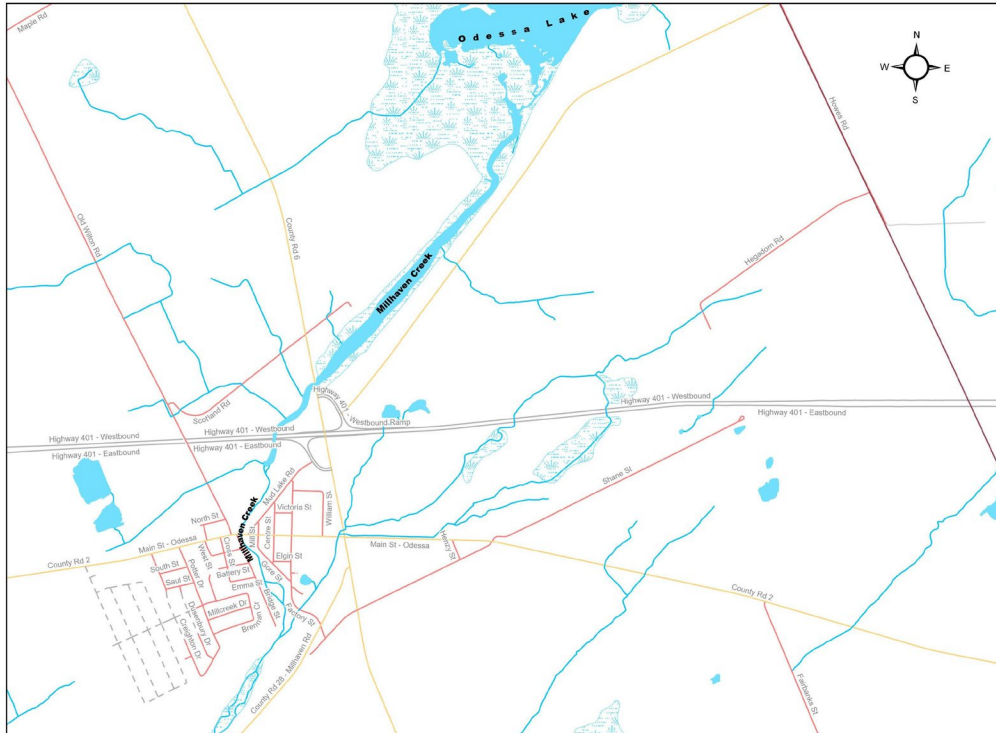 Maple Rd
Odessa Lake
N
W E
S
Howes Rd
Old Wilton Rd
County Rd 6
Hegadorn Rd
Millhaven Creek
Scotland Rd
Highway 401 - Westbound Ramp
Highway 401 - Westbound
Highway 401 - Westbound
Highway 401 - Westbound
Highway 401 - Eastbound
Highway 401 - Eastbound
Highway 401 - Eastbound
Mud Lake Rd
Shane St
Millhaven Creek
Victoria St
William St
North St
Mill St
Centre St
Main St - Odessa
Main St - Odessa
Henzy St
County Rd 2
West St
Cross St
Elgin St
South St
Saul St
Potter Dr
Battery St
Gore St
Emma St
Bridge St
Factory St
Millcreek Dr
Dusenbury Dr
Brennan Cr
Creighton Dr
County Rd 2
County Rd 28 - Millhaven Rd
Fairbanks St